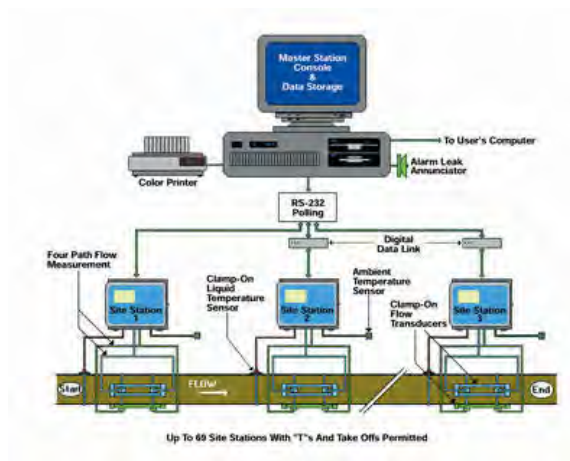 Master Station
Console
&
Data Storage
To User's Computer
Alarm Leak
Annunciator
Color Printer
RS-232
Polling
Digital
Data Link
Four Path Flow
Measurement
Clamp-On
Liquid
Temperature
Sensor
Ambient
Temperature
Sensor
Clamp-On
Flow
Transducers
Site Station
1
Site Station
2
Site Station
3
Start
FLOW
End
Up To 69 Site Stations With "T"s And Take Offs Permitted